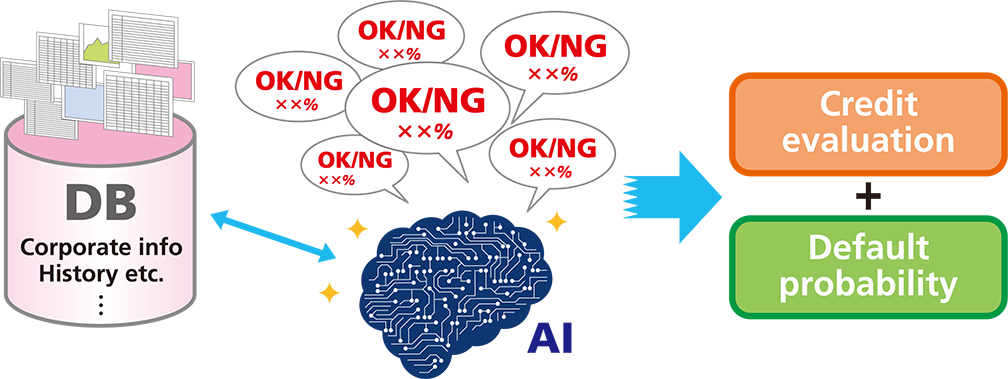 DB
Corporate info
History etc.
⋮
OK/NG
××%
OK/NG
××%
OK/NG
××%
OK/NG
××%
OK/NG
××%
OK/NG
××%
AI
Credit
evaluation
+
Default
probability